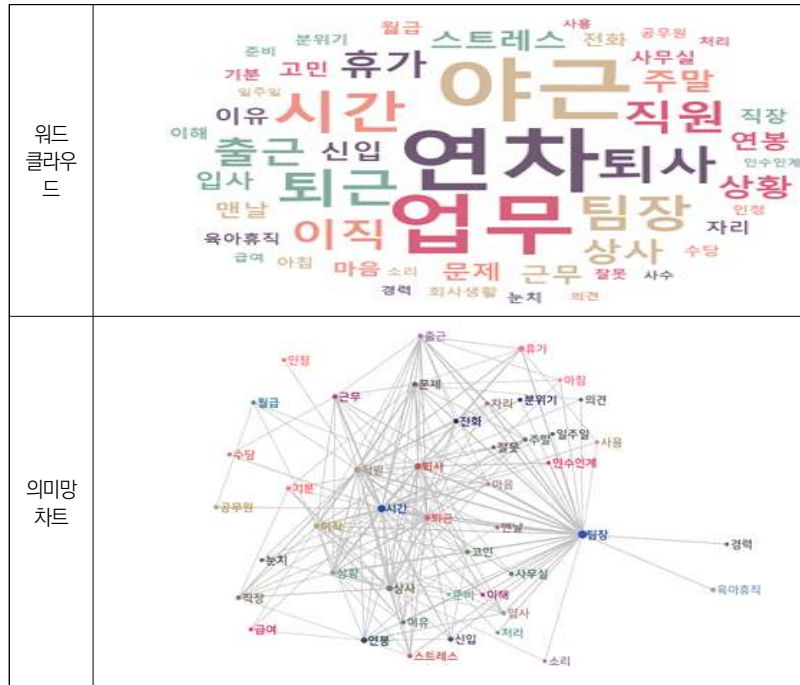 워드
클라우
드
사용
월급 스트레스 전화 공무원 처리
준비 분위기 사무실
기분 고민 휴가 야근 주말
일주일
이유 시간 직원 직장
이해 출근 신입 연차 퇴사 연봉
인수인계
입사 퇴근 상황
맨날 업무 팀장 인정
육아휴직 이직 상사 자리
급여 아침 마음 소리 문제 근무 잘못 사수 수당
경력 회사생활 눈치 의견
의미망
차트
출근
휴가
인정 문제 아침
월급 근무 자리 분위기 의견
전화
주말 일주일
수당 잘못 사용
직원 퇴사 인수인계
기분 마음
공무원 시간
이직 퇴근 맨날 팀장
눈치 고민 경력
상황 사무실
직장 상사 준비 이해 육아휴직
이유 입사
급여 연봉 신입 처리
스트레스 소리